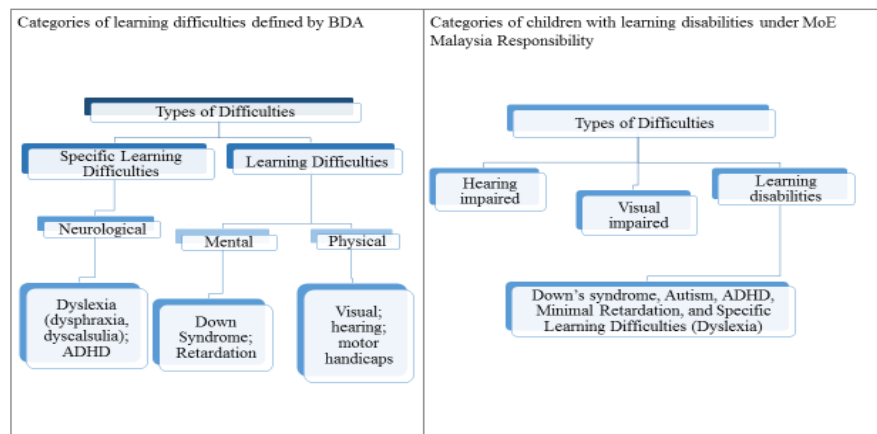 Categories of learning difficulties defined by BDA
Types of Difficulties
Specific Learning
Difficulties
Learning Difficulties
Neurological
Mental
Physical
Dyslexia
(dysphraxia,
dyscalsulia);
ADHD
Down
Syndrome;
Retardation
Visual;
hearing;
motor
handicaps
Categories of children with learning disabilities under MoE
Malaysia Responsibility
Types of Difficulties
Hearing
impaired
Visual
impaired
Learning
disabilities
Down's syndrome, Autism, ADHD,
Minimal Retardation, and Specific
Learning Difficulties (Dyslexia)